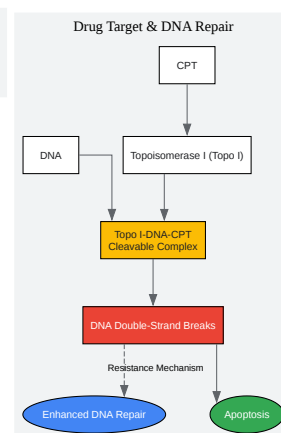 Drug Target & DNA Repair
CPT
DNA
Topoisomerase I (Topo I)
Topo I-DNA-CPT
Cleavable Complex
DNA Double-Strand Breaks
Resistance Mechanism
Enhanced DNA Repair
Apoptosis